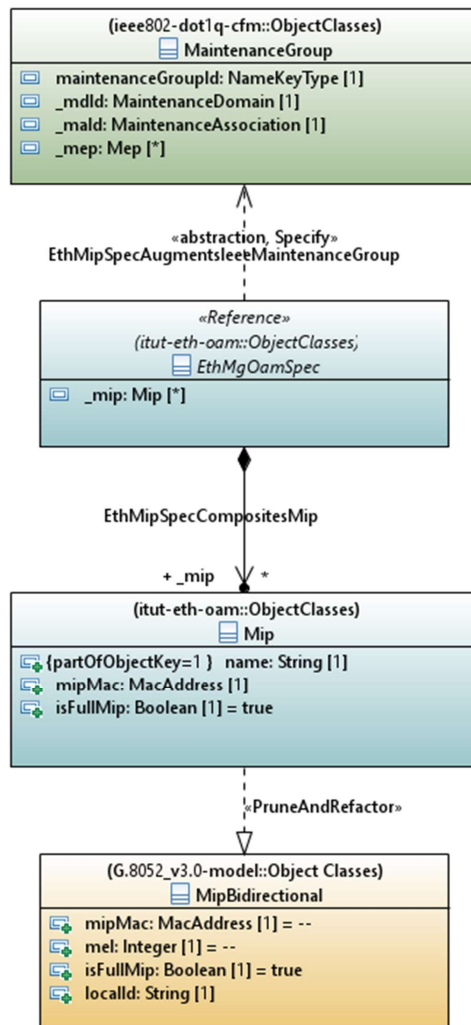 (ieee802-dot1q-cfm::ObjectClasses)
MaintenanceGroup
maintenanceGroupId: NameKeyType [1]
_mdId: MaintenanceDomain [1]
_maId: MaintenanceAssociation [1]
_mep: Mep [*]
«abstraction, Specify»
EthMipSpecAugmentsIeeeMaintenanceGroup
«Reference»
(itut-eth-oam::ObjectClasses)
EthMgOamSpec
_mip: Mip [*]
EthMipSpecCompositesMip
+ _mip *
(itut-eth-oam::ObjectClasses)
Mip
{partOfObjectKey=1 } name: String [1]
mipMac: MacAddress [1]
isFullMip: Boolean [1] = true
«PruneAndRefactor»
(G.8052_v3.0-model::Object Classes)
MipBidirectional
mipMac: MacAddress [1] = --
mel: Integer [1] = --
isFullMip: Boolean [1] = true
localId: String [1]